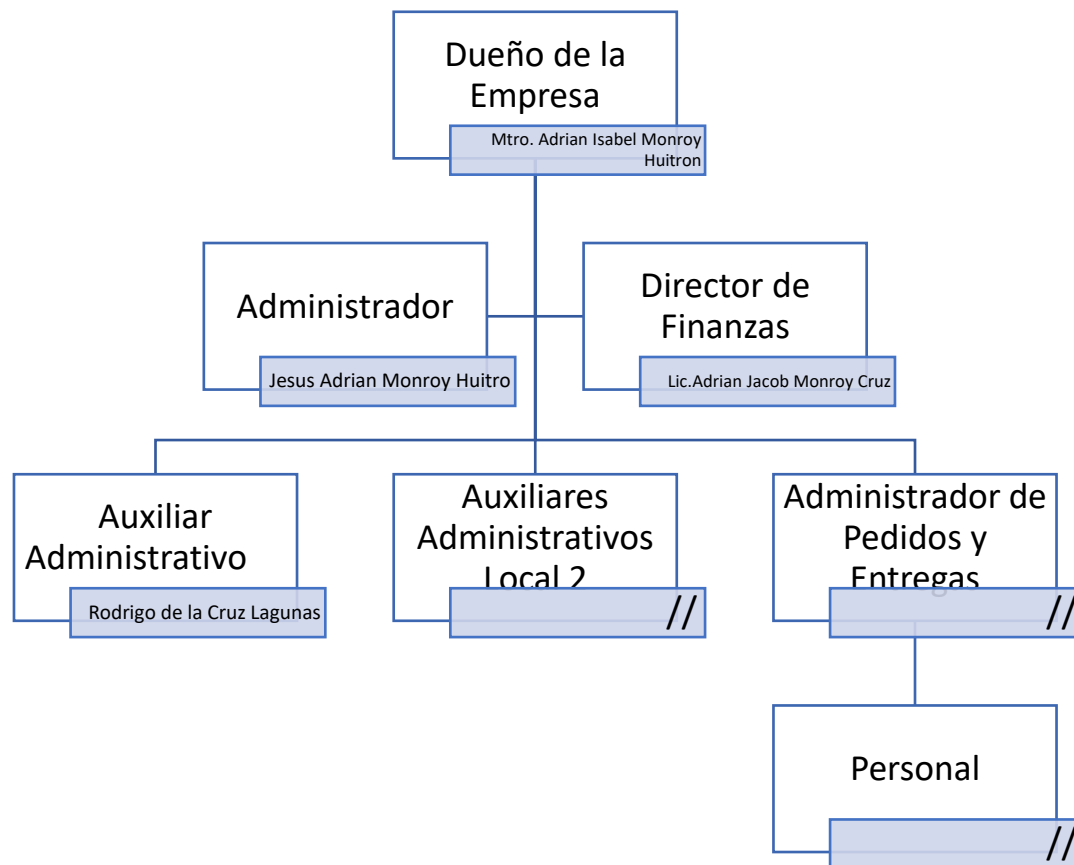 Dueño de la
Empresa
Mtro. Adrian Isabel Monroy
Huitron
Administrador
Jesus Adrian Monroy Huitro
Director de
Finanzas
Lic.Adrian Jacob Monroy Cruz
Auxiliar
Administrativo
Rodrigo de la Cruz Lagunas
Auxiliares
Administrativos
Local 2
//
Administrador de
Pedidos y
Entregas
//
Personal
//